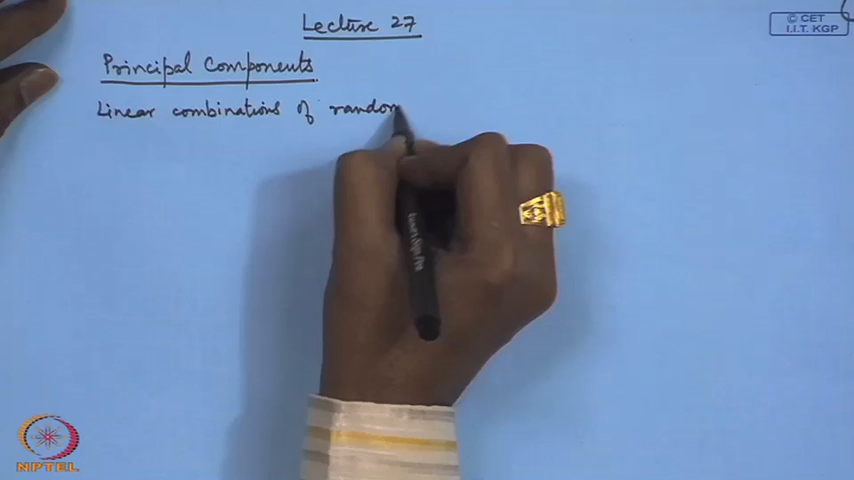 Lecture 27
© CET
I.I.T. KGP
Principal Components
Linear combinations of random
NPTEL